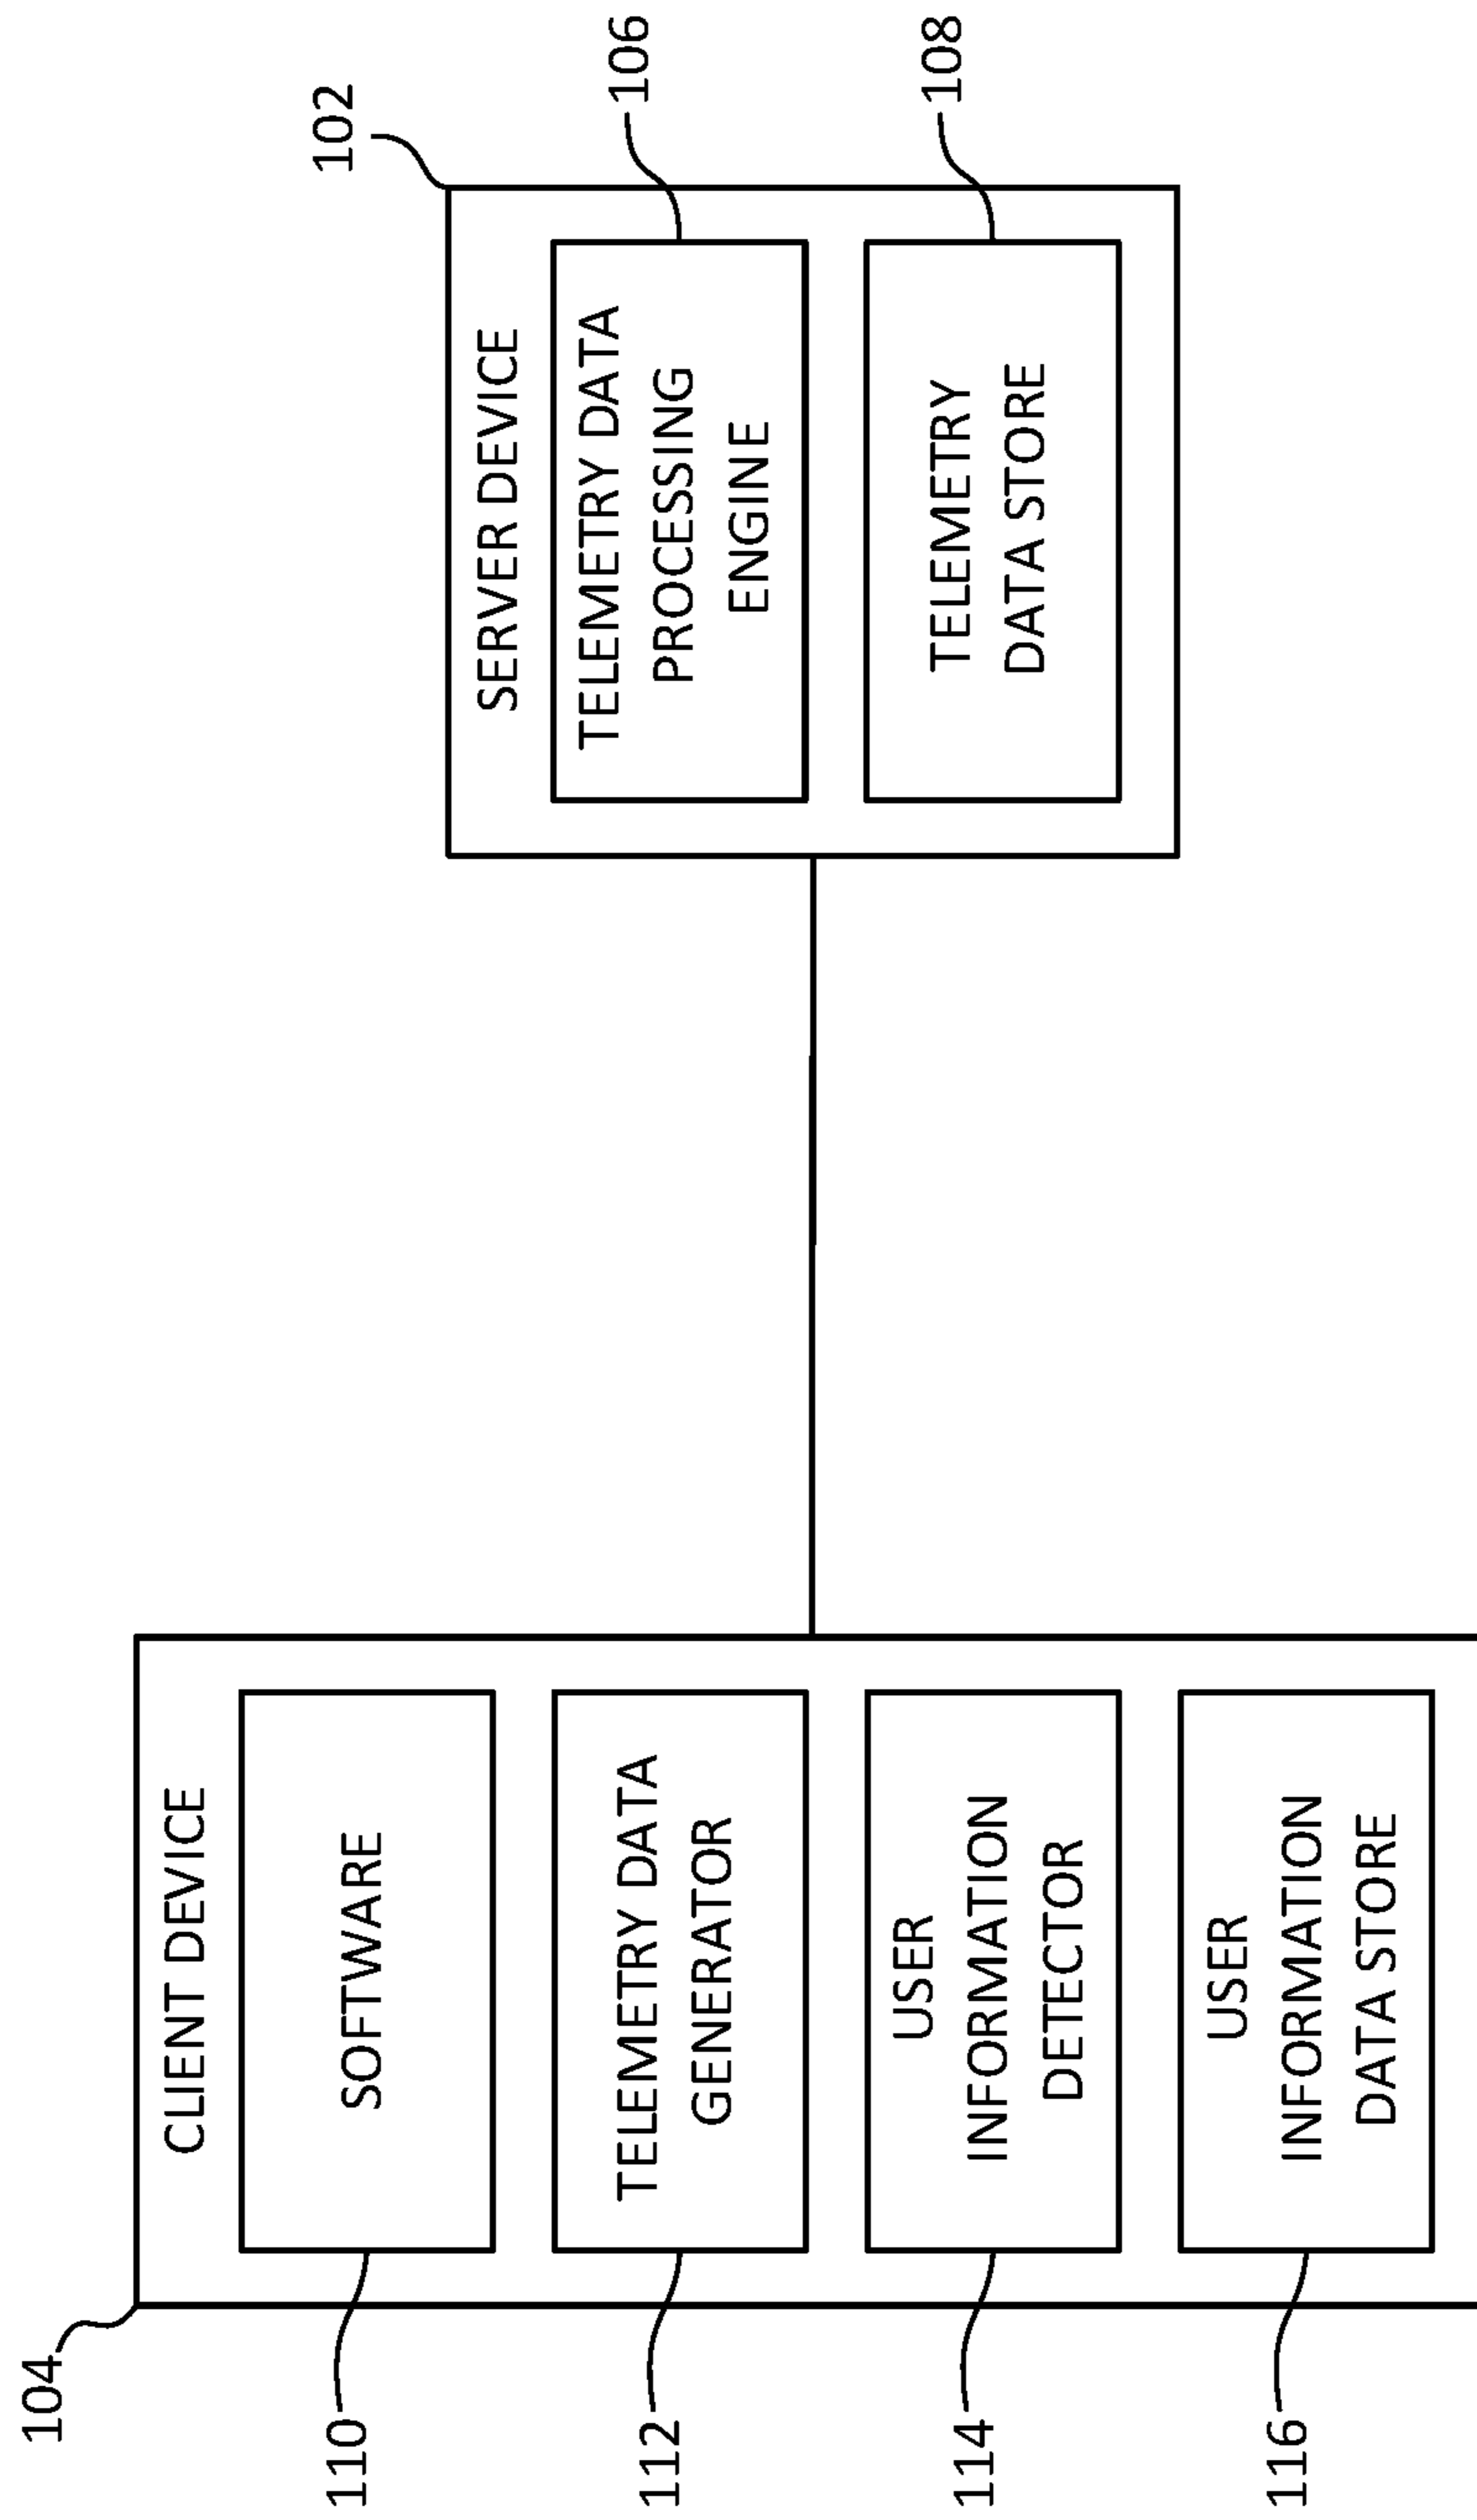 104
CLIENT DEVICE
110
SOFTWARE
112
TELEMETRY DATA
GENERATOR
114
USER
INFORMATION
DETECTOR
116
USER
INFORMATION
DATA STORE
102
SERVER DEVICE
106
TELEMETRY DATA
PROCESSING
ENGINE
108
TELEMETRY
DATA STORE